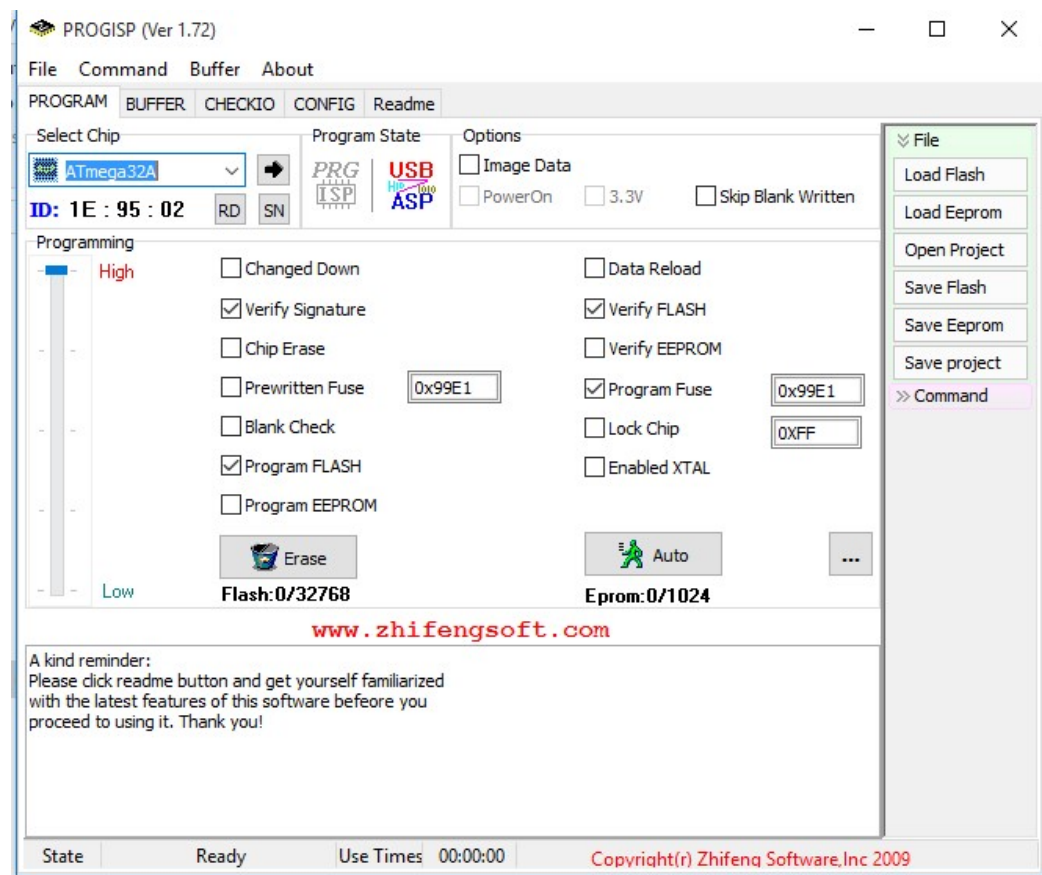 PROGISP (Ver 1.72)
File Command Buffer About
PROGRAM BUFFER CHECKIO CONFIG Readme
Select Chip
Program State
Options
ATmega32A
PRG
ISP
USB
ASP
Image Data
PowerOn 3.3V Skip Blank Written
ID: 1E : 95 : 02 RD SN
Programming
High
Low
Changed Down
Verify Signature
Chip Erase
Prewritten Fuse 0x99E1
Blank Check
Program FLASH
Program EEPROM
Erase
Flash:0/32768
Data Reload
Verify FLASH
Verify EEPROM
Program Fuse 0x99E1
Lock Chip 0XFF
Enabled XTAL
Auto ...
Eprom:0/1024
www.zhifengsoft.com
A kind reminder:
Please click readme button and get yourself familiarized
with the latest features of this software befeore you
proceed to using it. Thank you!
File
Load Flash
Load Eeprom
Open Project
Save Flash
Save Eeprom
Save project
Command
State Ready Use Times 00:00:00 Copyright(r) Zhifeng Software,Inc 2009